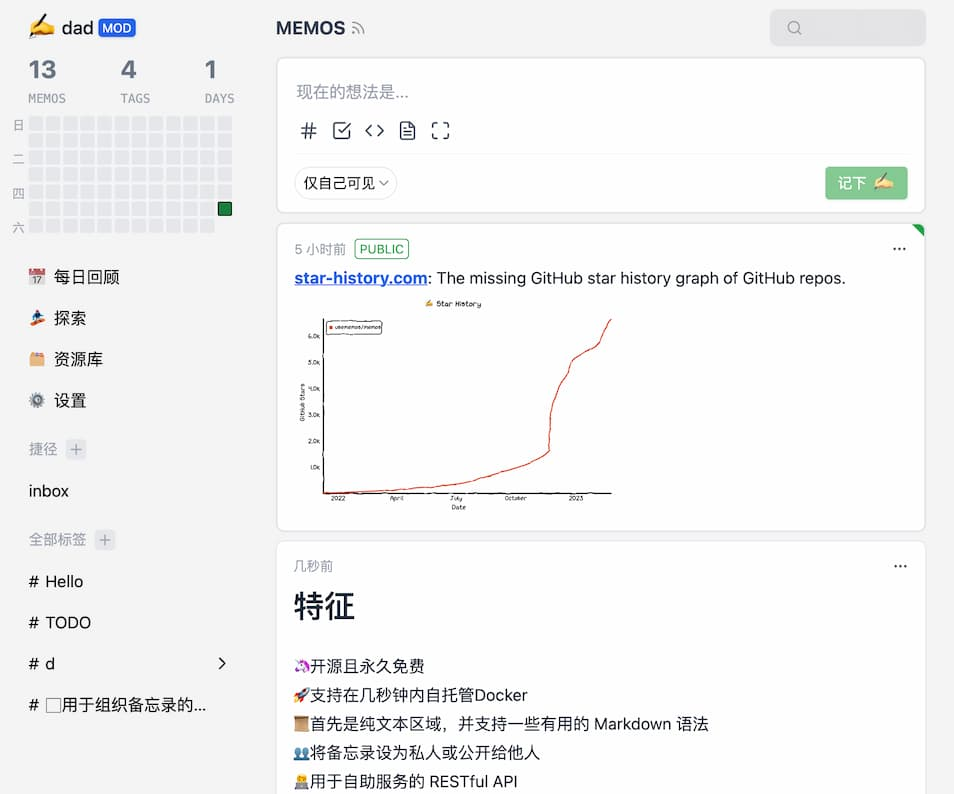 dad MOD
13 4 1
MEMOS TAGS DAYS
日
二
四
六
每日回顾
探索
资源库
设置
捷径 +
inbox
全部标签 +
# Hello
# TODO
# d
# 用于组织备忘录的...
MEMOS
现在的想法是...
仅自己可见
记下
5 小时前 PUBLIC
star-history.com: The missing GitHub star history graph of GitHub repos.
Star History
usememos/memos
6.0k
5.0k
4.0k
3.0k
2.0k
1.0k
GitHub Stars
2022 April July October 2023
Date
几秒前
特征
开源且永久免费
支持在几秒钟内自托管Docker
首先是纯文本区域，并支持一些有用的 Markdown 语法
将备忘录设为私人或公开给他人
用于自助服务的 RESTful API